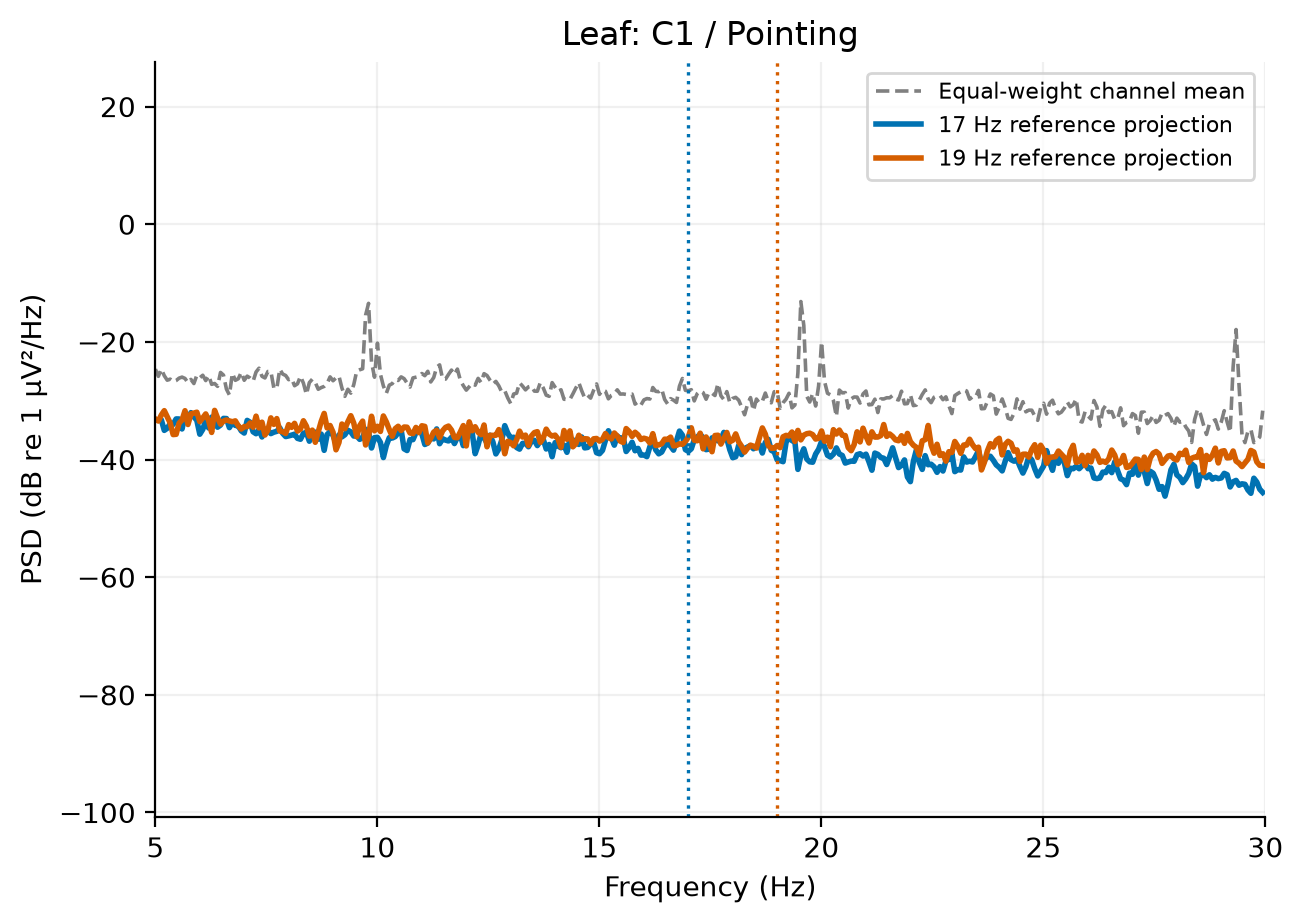 Leaf: C1 / Pointing
Equal-weight channel mean
17 Hz reference projection
19 Hz reference projection
PSD (dB re 1 µV²/Hz)
20
0
−20
−40
−60
−80
−100
5 10 15 20 25 30
Frequency (Hz)